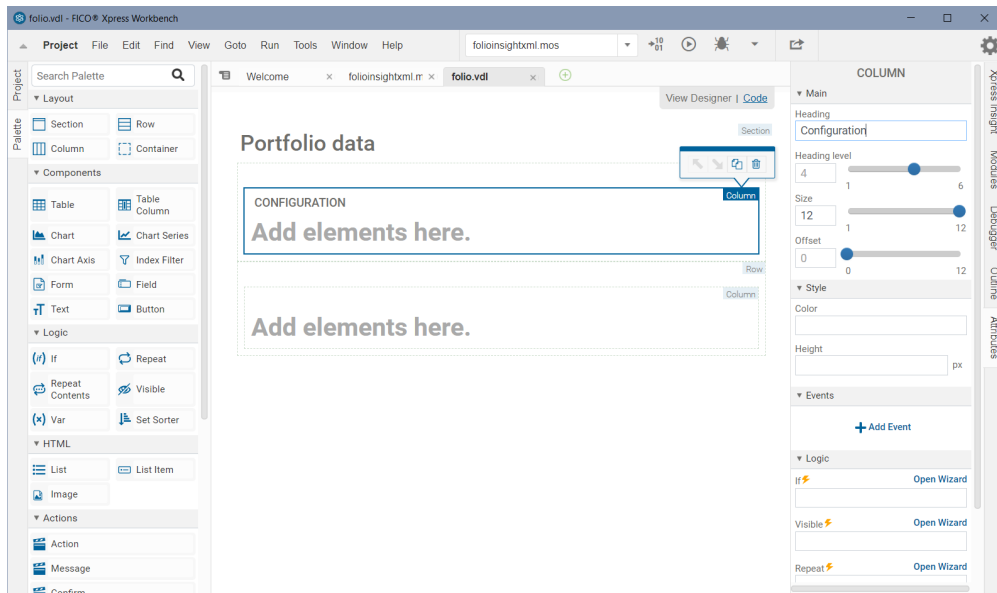 folio.vdl - FICO® Xpress Workbench
Project File Edit Find View Goto Run Tools Window Help folioinsightxml.mos
Project
Palette
Search Palette
Layout
Section Row
Column Container
Components
Table Table Column
Chart Chart Series
Chart Axis Index Filter
Form Field
Text Button
Logic
If Repeat
Repeat Contents Visible
Var Set Sorter
HTML
List List Item
Image
Actions
Action
Message
Confirm
Welcome × folioinsightxml.m × folio.vdl ×
View Designer | Code
Section
Portfolio data
Column
CONFIGURATION
Add elements here.
Row
Column
Add elements here.
COLUMN
Main
Heading
Configuration
Heading level
4
1 6
Size
12
1 12
Offset
0
0 12
Style
Color
Height
px
Events
Add Event
Logic
If Open Wizard
Visible Open Wizard
Repeat Open Wizard
Xpress Insight
Modules
Debugger
Outline
Attributes